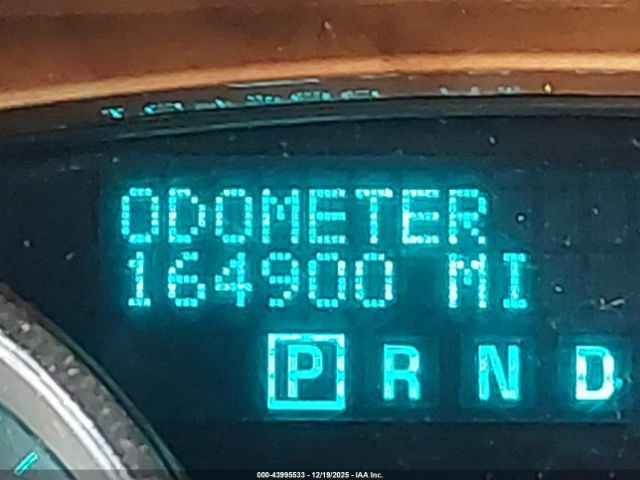 ODOMETER
164900 MI
P R N D
000-43995533 - 12/19/2025 - IAA Inc.